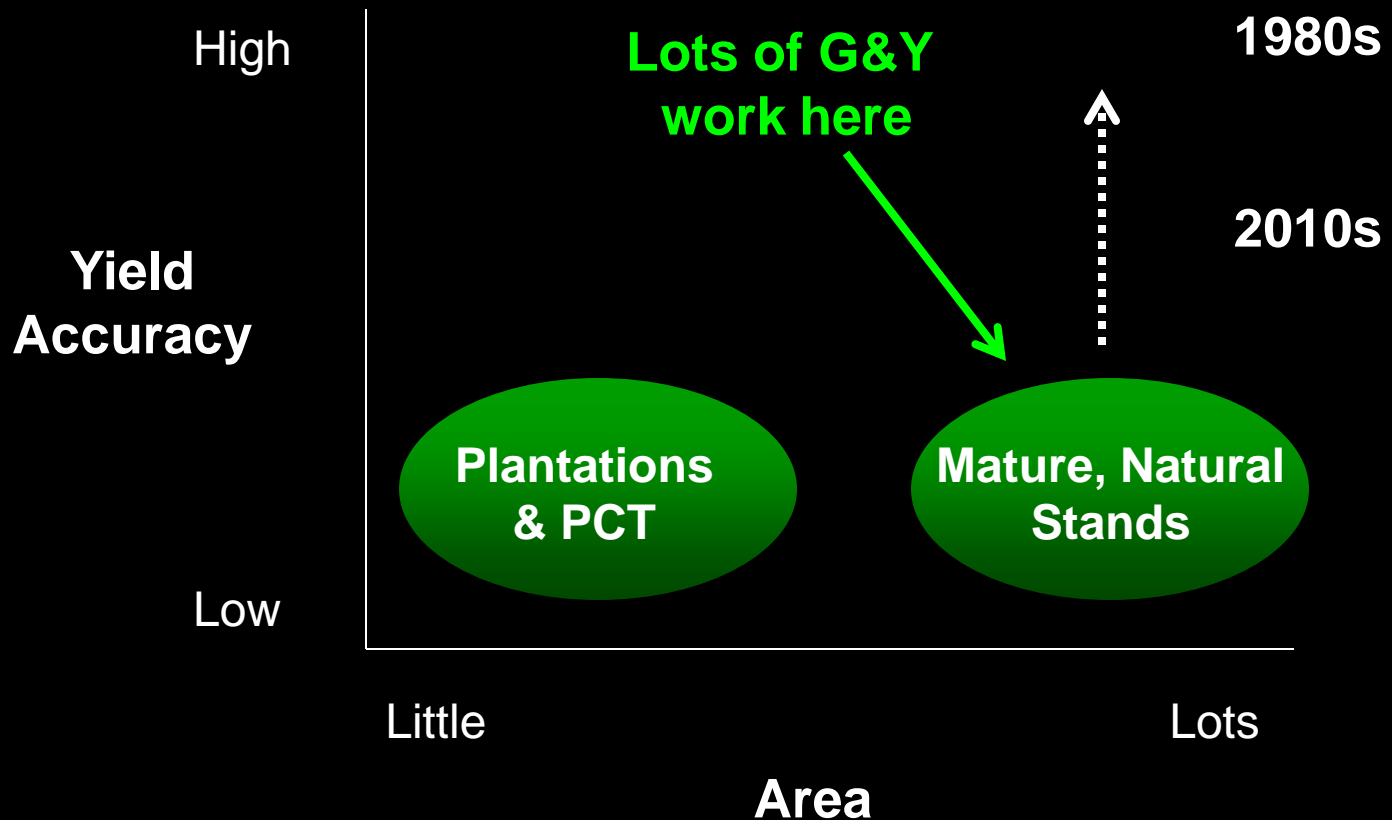 High
Lots of G&Y
work here
1980s
2010s
Yield
Accuracy
Plantations
& PCT
Mature, Natural
Stands
Low
Little
Lots
Area